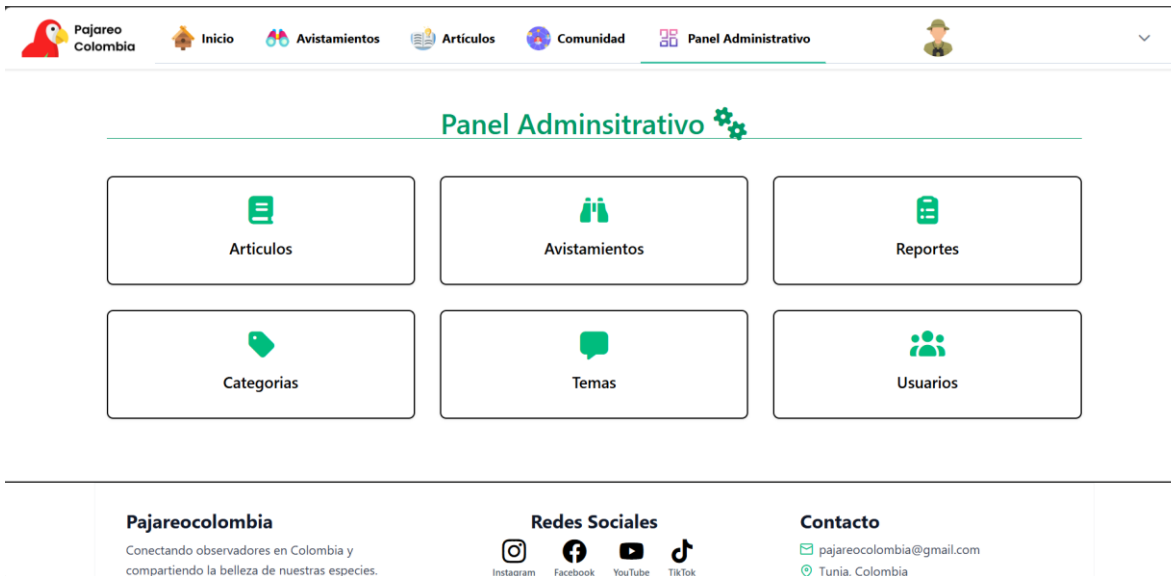 Pajareo
Colombia
Inicio
Avistamientos
Artículos
Comunidad
Panel Administrativo
Panel Adminsitrativo
Articulos
Avistamientos
Reportes
Categorias
Temas
Usuarios
Pajareocolombia
Conectando observadores en Colombia y
compartiendo la belleza de nuestras especies.
Redes Sociales
Instagram
Facebook
YouTube
TikTok
Contacto
pajareocolombia@gmail.com
Tunja, Colombia